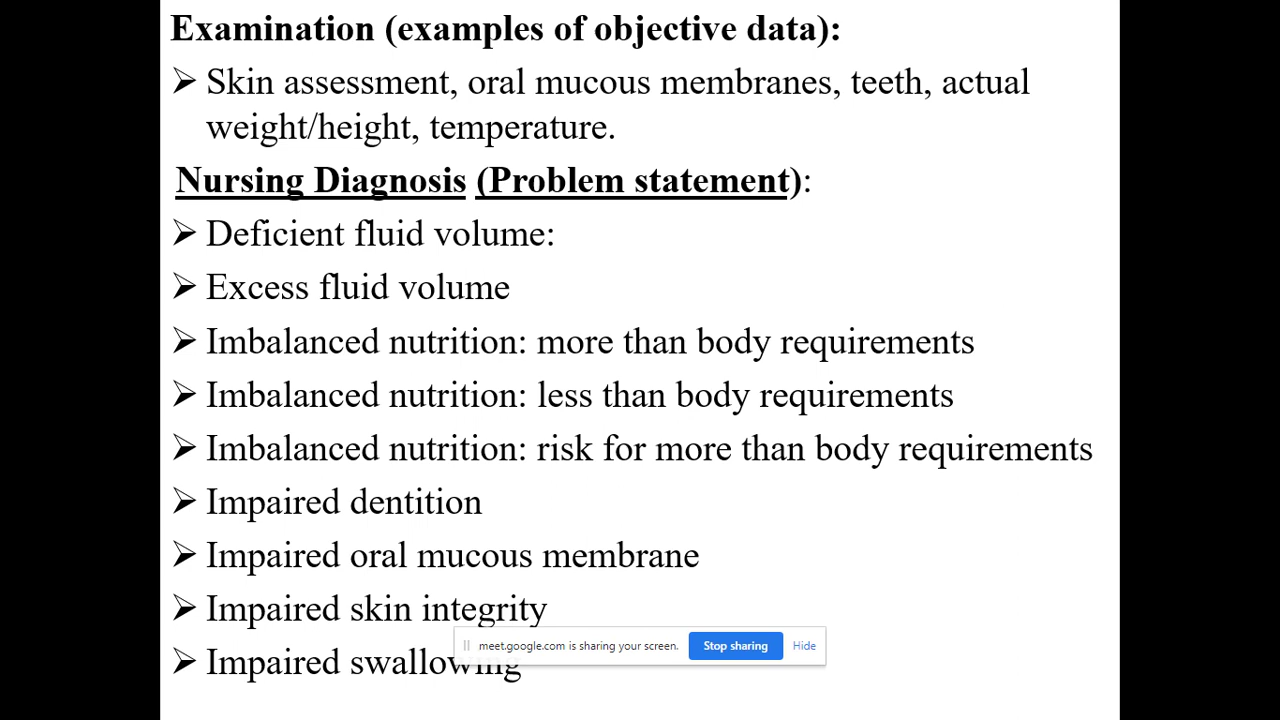 Examination (examples of objective data):
➢ Skin assessment, oral mucous membranes, teeth, actual
weight/height, temperature.
Nursing Diagnosis (Problem statement):
➢ Deficient fluid volume:
➢ Excess fluid volume
➢ Imbalanced nutrition: more than body requirements
➢ Imbalanced nutrition: less than body requirements
➢ Imbalanced nutrition: risk for more than body requirements
➢ Impaired dentition
➢ Impaired oral mucous membrane
➢ Impaired skin integrity
meet.google.com is sharing your screen. Stop sharing Hide
➢ Impaired swallowing